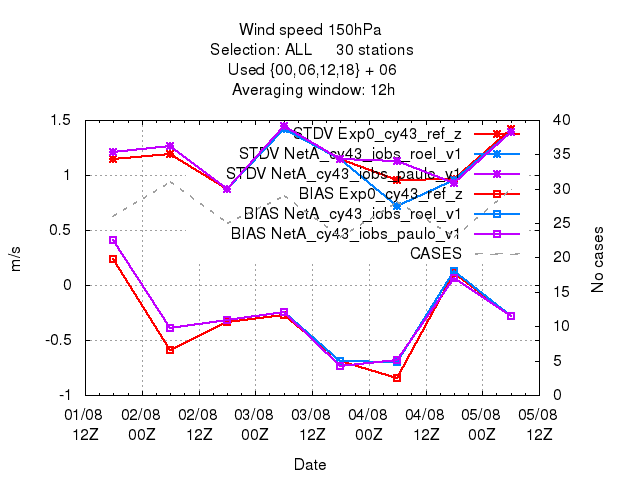 Wind speed 150hPa
Selection: ALL 30 stations
Used {00,06,12,18} + 06
Averaging window: 12h
STDV Exp0_cy43_ref_z
STDV NetA_cy43_iobs_roel_v1
STDV NetA_cy43_iobs_paulo_v1
BIAS Exp0_cy43_ref_z
BIAS NetA_cy43_iobs_roel_v1
BIAS NetA_cy43_iobs_paulo_v1
CASES
1.5
1
0.5
0
-0.5
-1
m/s
40
35
30
25
20
15
10
5
0
No cases
01/08 02/08 02/08 03/08 03/08 04/08 04/08 05/08 05/08
12Z 00Z 12Z 00Z 12Z 00Z 12Z 00Z 12Z
Date